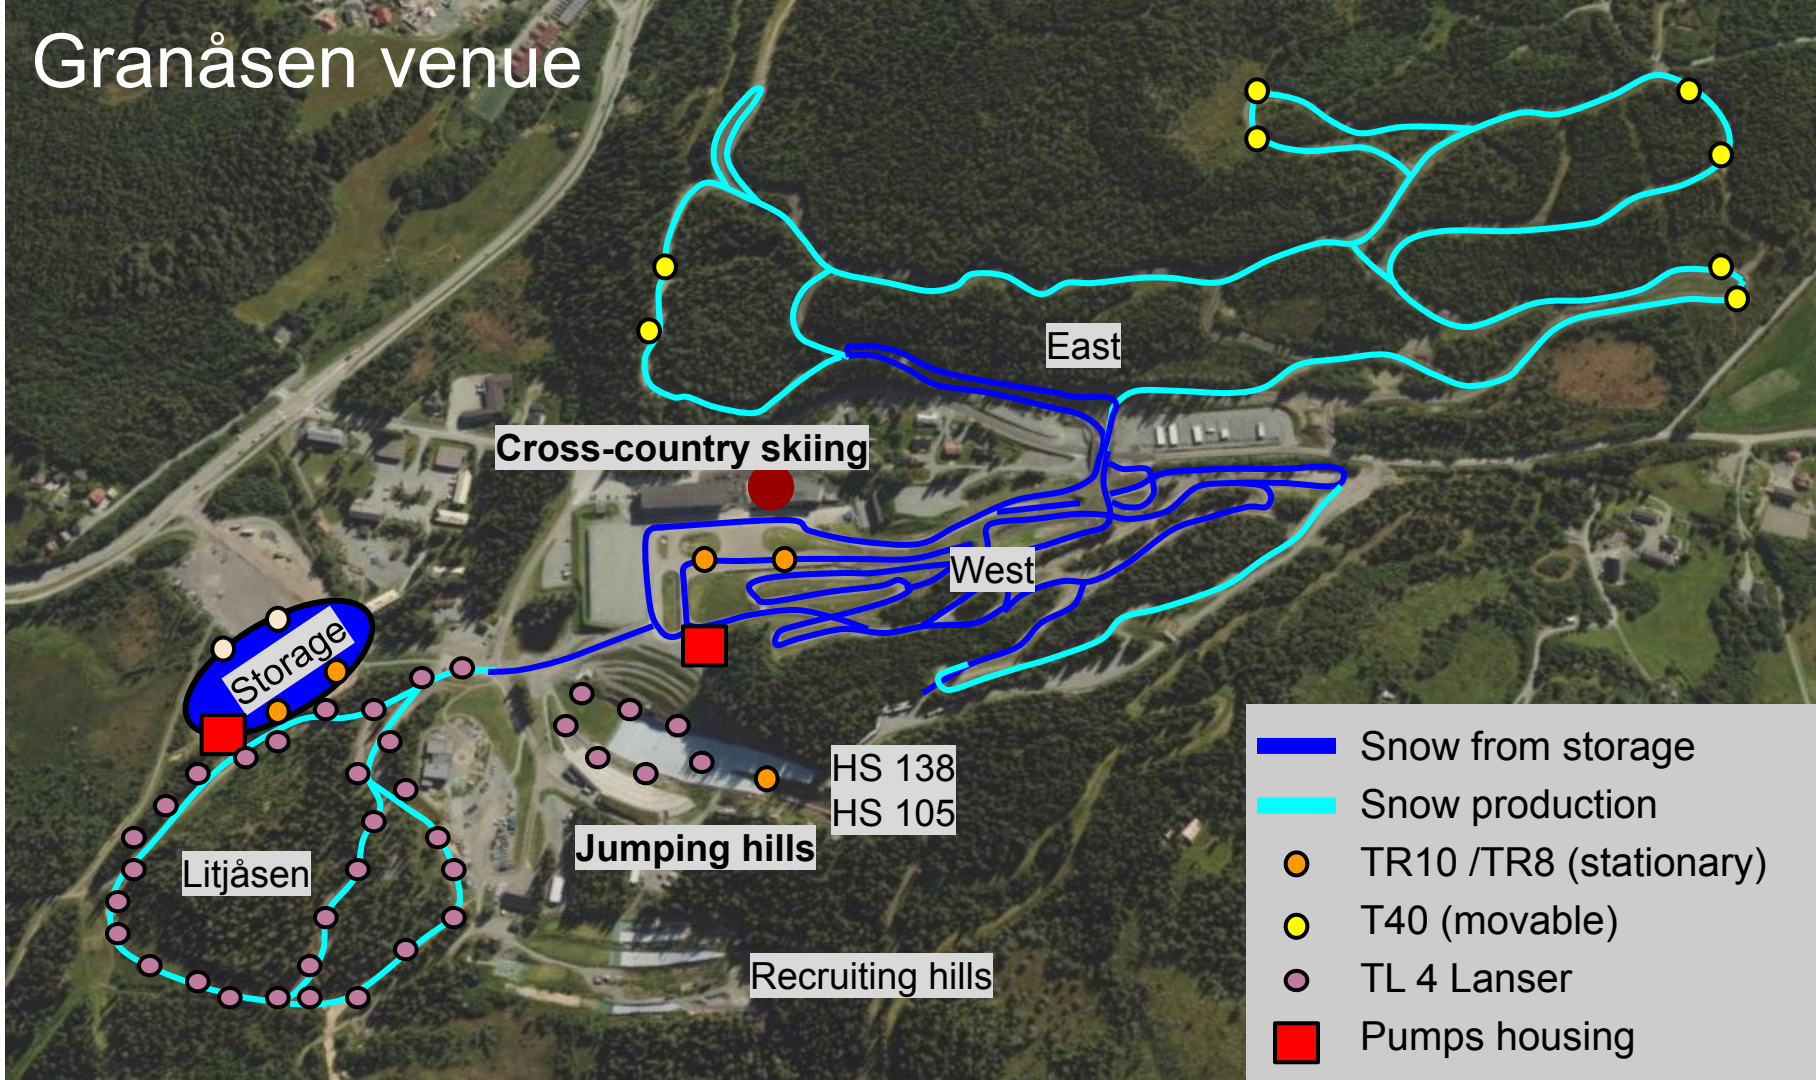 Granåsen venue
East
Cross-country skiing
West
Storage
HS 138
HS 105
Jumping hills
Litjåsen
Recruiting hills
Snow from storage
Snow production
TR10 /TR8 (stationary)
T40 (movable)
TL 4 Lanser
Pumps housing